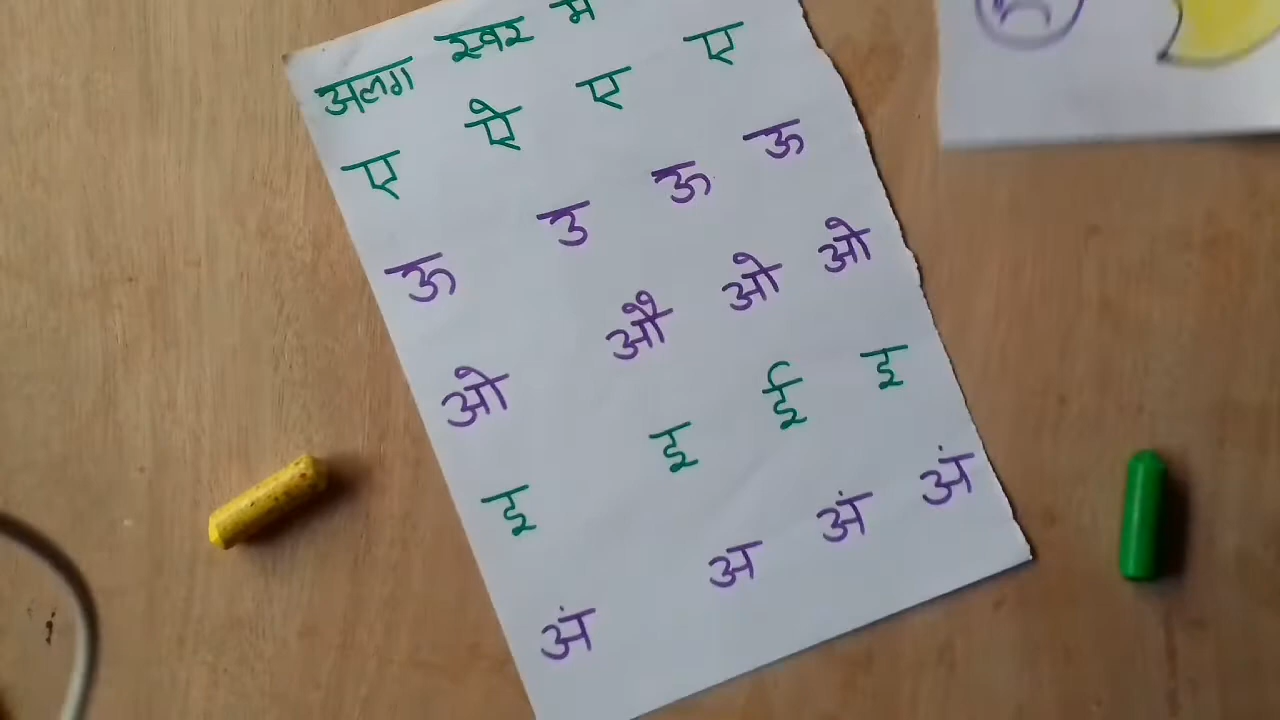 अलग स्वर में
ए ऐ ए ए
ऊ उ ऊ ऊ
ओ औ ओ ओ
इ इ ई इ
अं अ अं अं